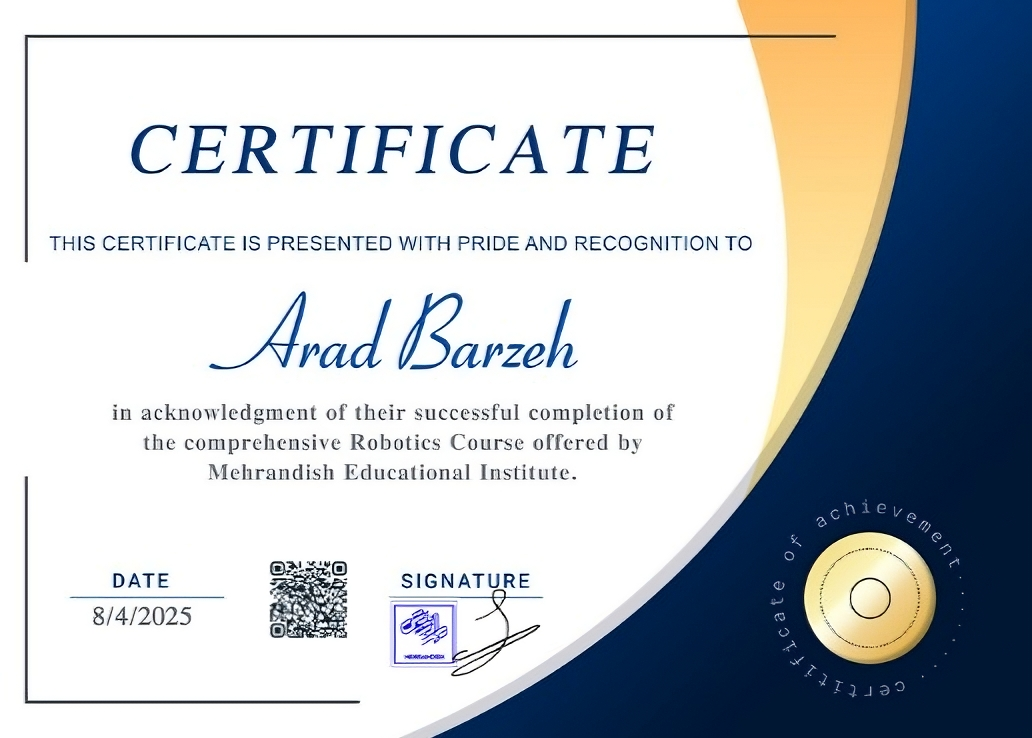 CERTIFICATE
THIS CERTIFICATE IS PRESENTED WITH PRIDE AND RECOGNITION TO
Arad Barzeh
in acknowledgment of their successful completion of
the comprehensive Robotics Course offered by
Mehrandish Educational Institute.
DATE
8/4/2025
SIGNATURE
certificate of achievement